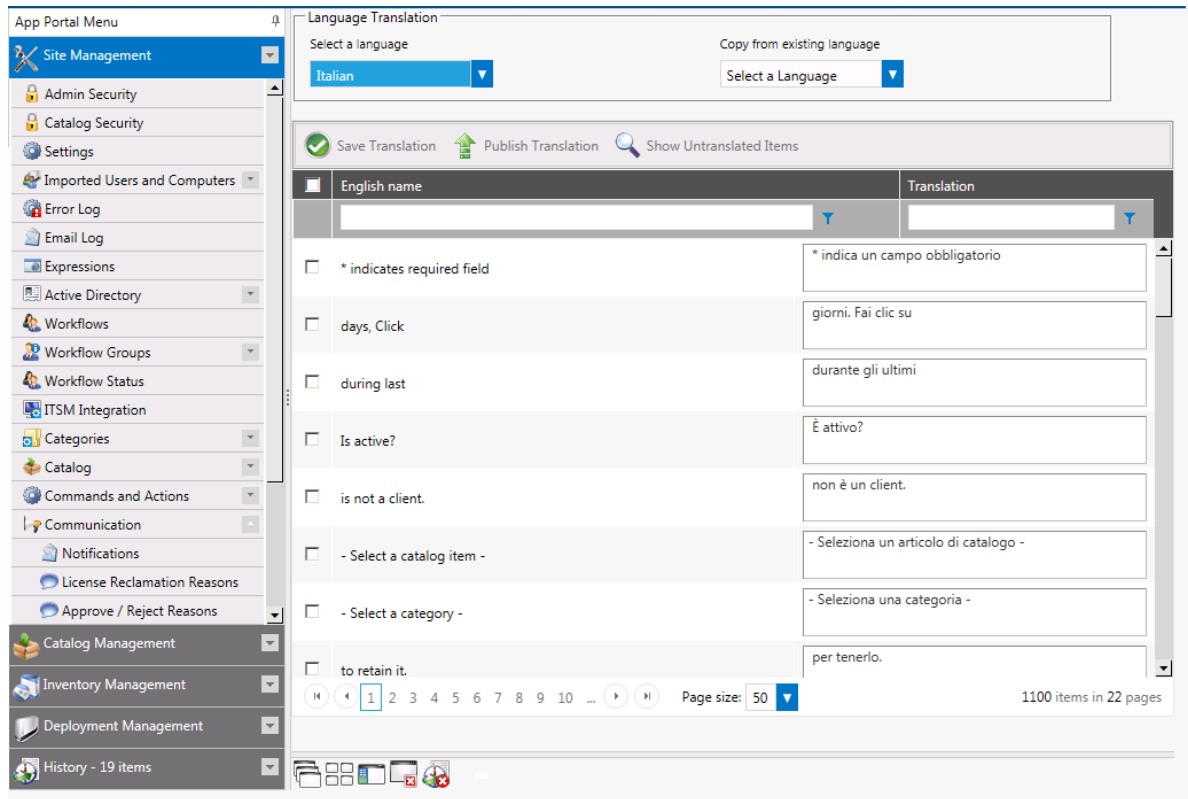 App Portal Menu
Site Management
Admin Security
Catalog Security
Settings
Imported Users and Computers
Error Log
Email Log
Expressions
Active Directory
Workflows
Workflow Groups
Workflow Status
ITSM Integration
Categories
Catalog
Commands and Actions
Communication
Notifications
License Reclamation Reasons
Approve / Reject Reasons
Catalog Management
Inventory Management
Deployment Management
History - 19 items
Language Translation
Select a language
Copy from existing language
Italian
Select a Language
Save Translation Publish Translation Show Untranslated Items
English name Translation
* indicates required field
* indica un campo obbligatorio
days, Click
giorni. Fai clic su
during last
durante gli ultimi
Is active?
È attivo?
is not a client.
non è un client.
- Select a catalog item -
- Seleziona un articolo di catalogo -
- Select a category -
- Seleziona una categoria -
to retain it.
per tenerlo.
1 2 3 4 5 6 7 8 9 10 ... Page size: 50 1100 items in 22 pages